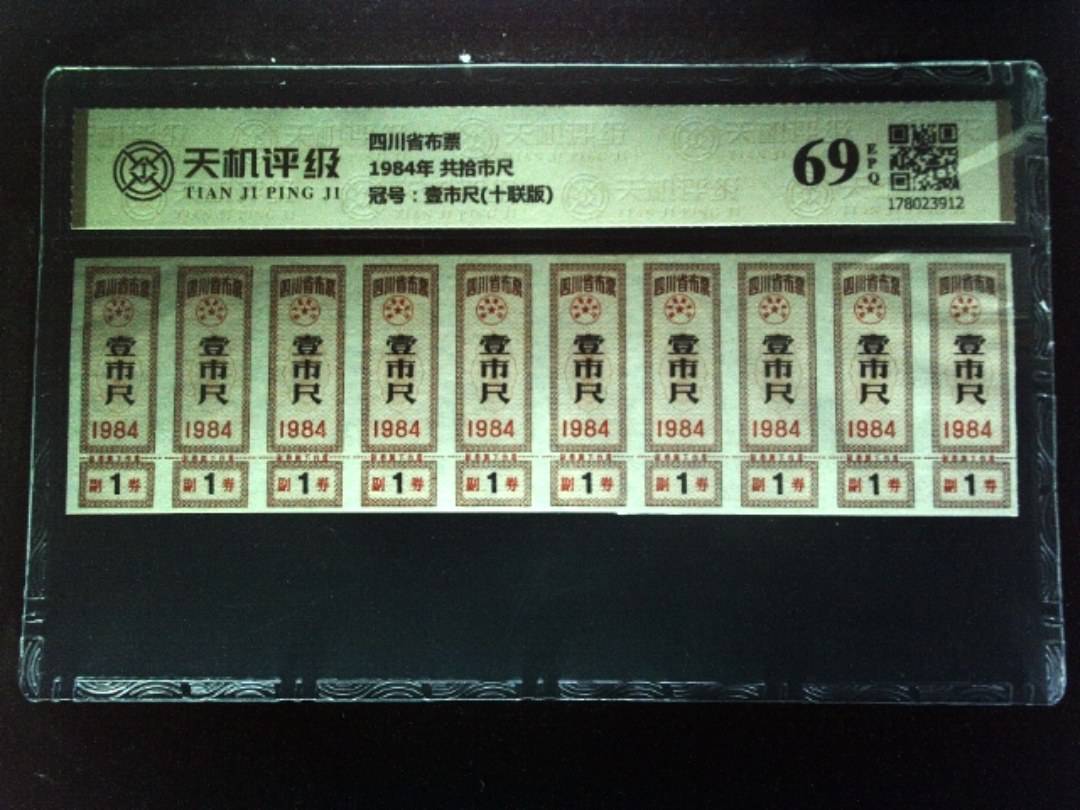 天机评级
TIAN JI PING JI
四川省布票
1984年 共拾市尺
冠号：壹市尺(十联版)
69
EPQ
178023912
四川省布票 四川省布票 四川省布票 四川省布票 四川省布票 四川省布票 四川省布票 四川省布票 四川省布票 四川省布票
壹市尺 壹市尺 壹市尺 壹市尺 壹市尺 壹市尺 壹市尺 壹市尺 壹市尺 壹市尺
1984 1984 1984 1984 1984 1984 1984 1984 1984 1984
副1券 副1券 副1券 副1券 副1券 副1券 副1券 副1券 副1券 副1券